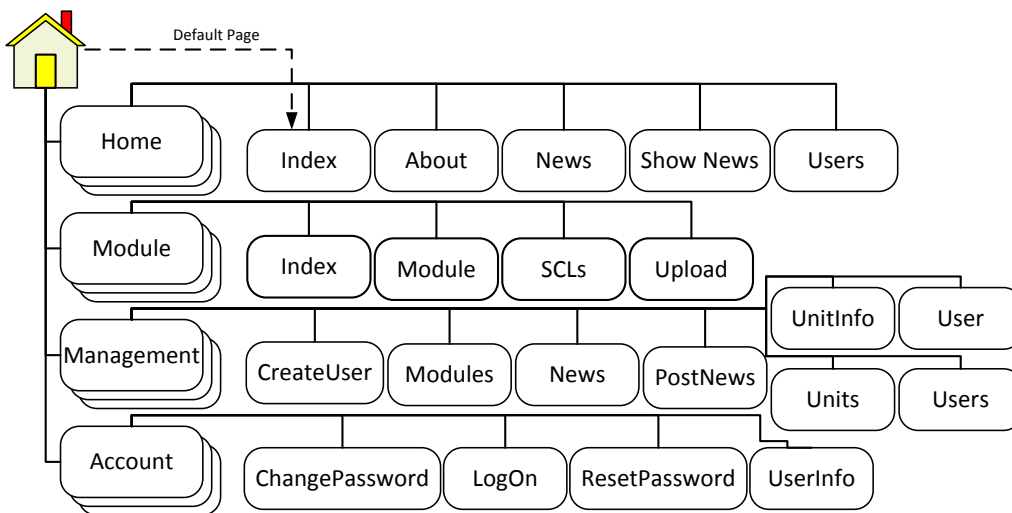 Default Page
Home
Index
About
News
Show News
Users
Module
Index
Module
SCLs
Upload
Management
CreateUser
Modules
News
PostNews
UnitInfo
User
Units
Users
Account
ChangePassword
LogOn
ResetPassword
UserInfo